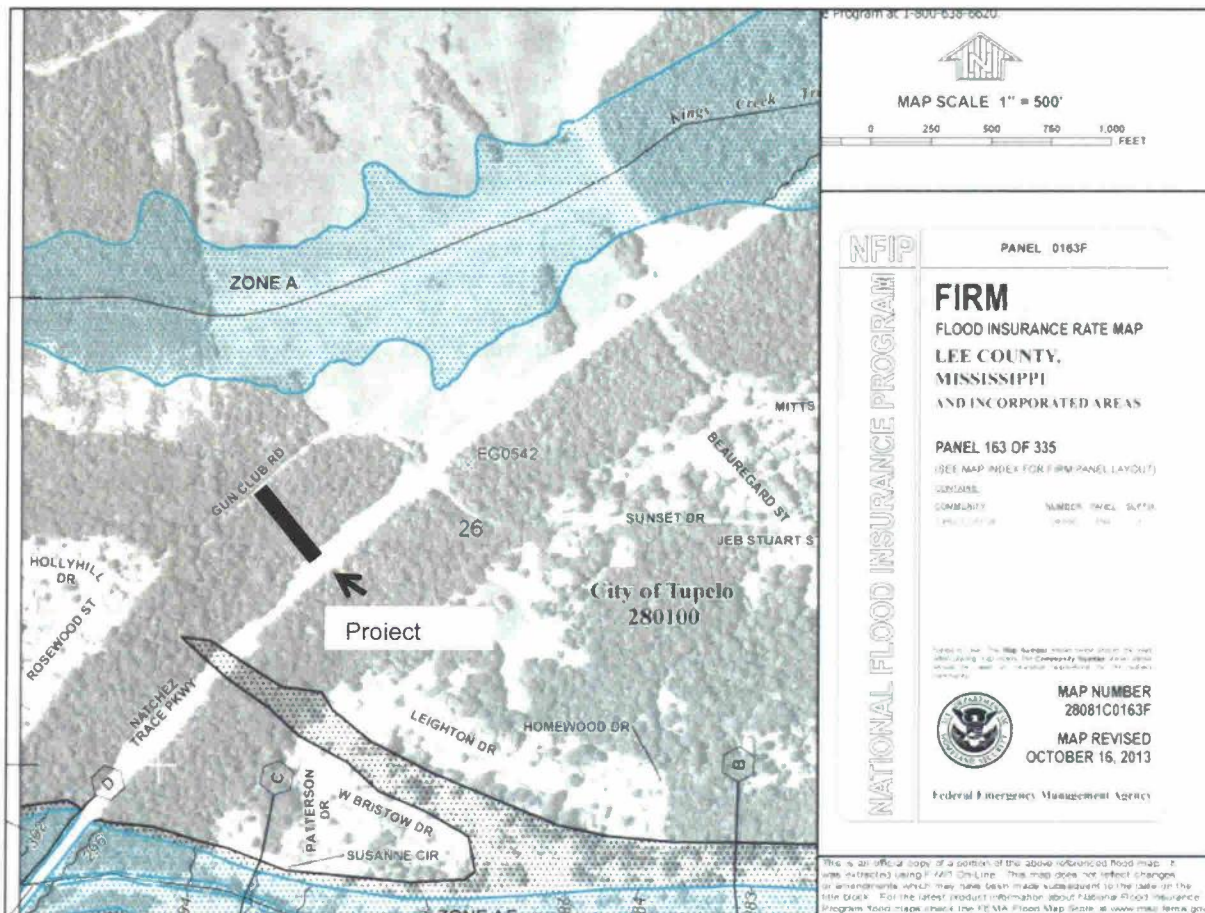 e Program at 1-800-638-6620.
MAP SCALE 1" = 500'
0 250 500 750 1,000
FEET
Kings Creek
ZONE A
GUN CLUB RD
EG0542
26
MITTS
BEAUREGARD ST
SUNSET DR
JEB STUART S
HOLLYHILL
DR
ROSEWOOD ST
City of Tupelo
280100
Project
NATCHEZ
TRACE PKWY
LEIGHTON DR
HOMEWOOD DR
D
C
B
PATTERSON
DR
W BRISTOW DR
SUSANNE CIR
NFIP
NATIONAL FLOOD INSURANCE PROGRAM
PANEL 0163F
FIRM
FLOOD INSURANCE RATE MAP
LEE COUNTY,
MISSISSIPPI
AND INCORPORATED AREAS
PANEL 163 OF 335
(SEE MAP INDEX FOR FIRM PANEL LAYOUT)
CONTAINS:
COMMUNITY NUMBER PANEL SUFFIX
MAP NUMBER
28081C0163F
MAP REVISED
OCTOBER 16, 2013
Federal Emergency Management Agency
This is an official copy of a portion of the above referenced flood map. It
was extracted using F-MIT On-Line. This map does not reflect changes
or amendments which may have been made subsequent to the date on the
title block. For the latest product information about National Flood Insurance
Program flood maps check the FEMA Flood Map Store at www.msc.fema.gov